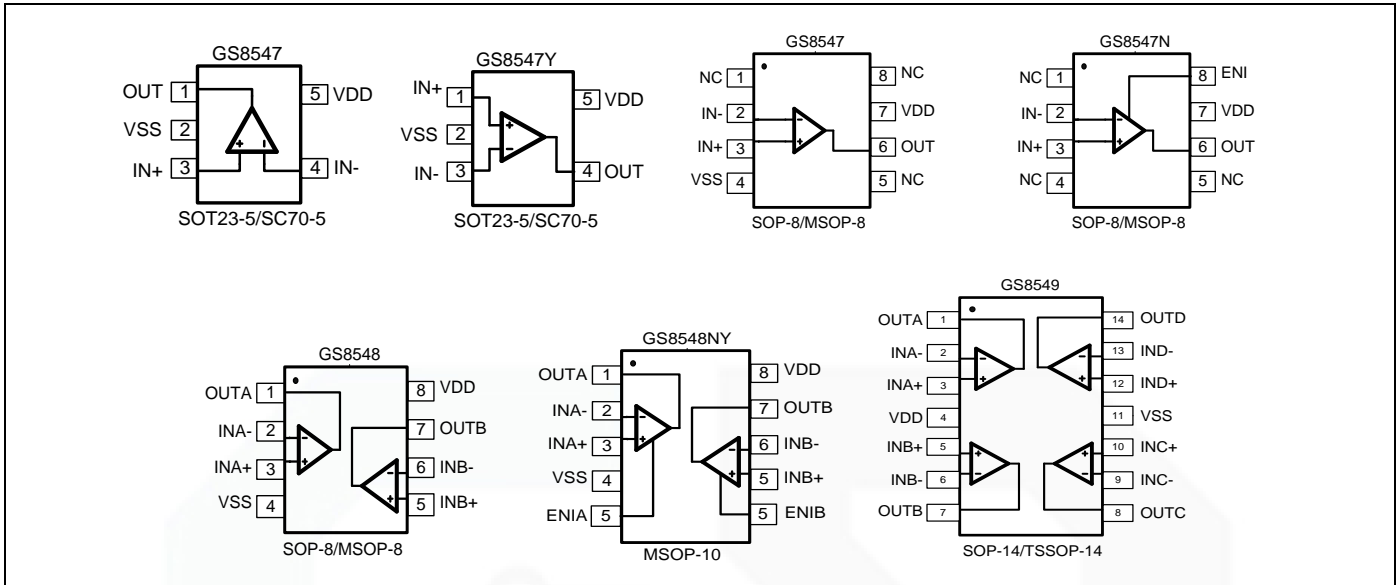 GS8547
OUT 1
VSS 2
IN+ 3
5 VDD
4 IN-
+ -
SOT23-5/SC70-5
GS8547Y
IN+ 1
VSS 2
IN- 3
5 VDD
4 OUT
+
-
SOT23-5/SC70-5
GS8547
NC 1
IN- 2
IN+ 3
VSS 4
8 NC
7 VDD
6 OUT
5 NC
-
+
SOP-8/MSOP-8
GS8547N
NC 1
IN- 2
IN+ 3
NC 4
8 ENI
7 VDD
6 OUT
5 NC
-
+
SOP-8/MSOP-8
GS8548
OUTA 1
INA- 2
INA+ 3
VSS 4
8 VDD
7 OUTB
6 INB-
5 INB+
-
+
-
+
SOP-8/MSOP-8
GS8548NY
OUTA 1
INA- 2
INA+ 3
VSS 4
ENIA 5
8 VDD
7 OUTB
6 INB-
5 INB+
5 ENIB
-
+
-
+
MSOP-10
GS8549
OUTA 1
INA- 2
INA+ 3
VDD 4
INB+ 5
INB- 6
OUTB 7
14 OUTD
13 IND-
12 IND+
11 VSS
10 INC+
9 INC-
8 OUTC
-
+
-
+
+
-
+
-
SOP-14/TSSOP-14